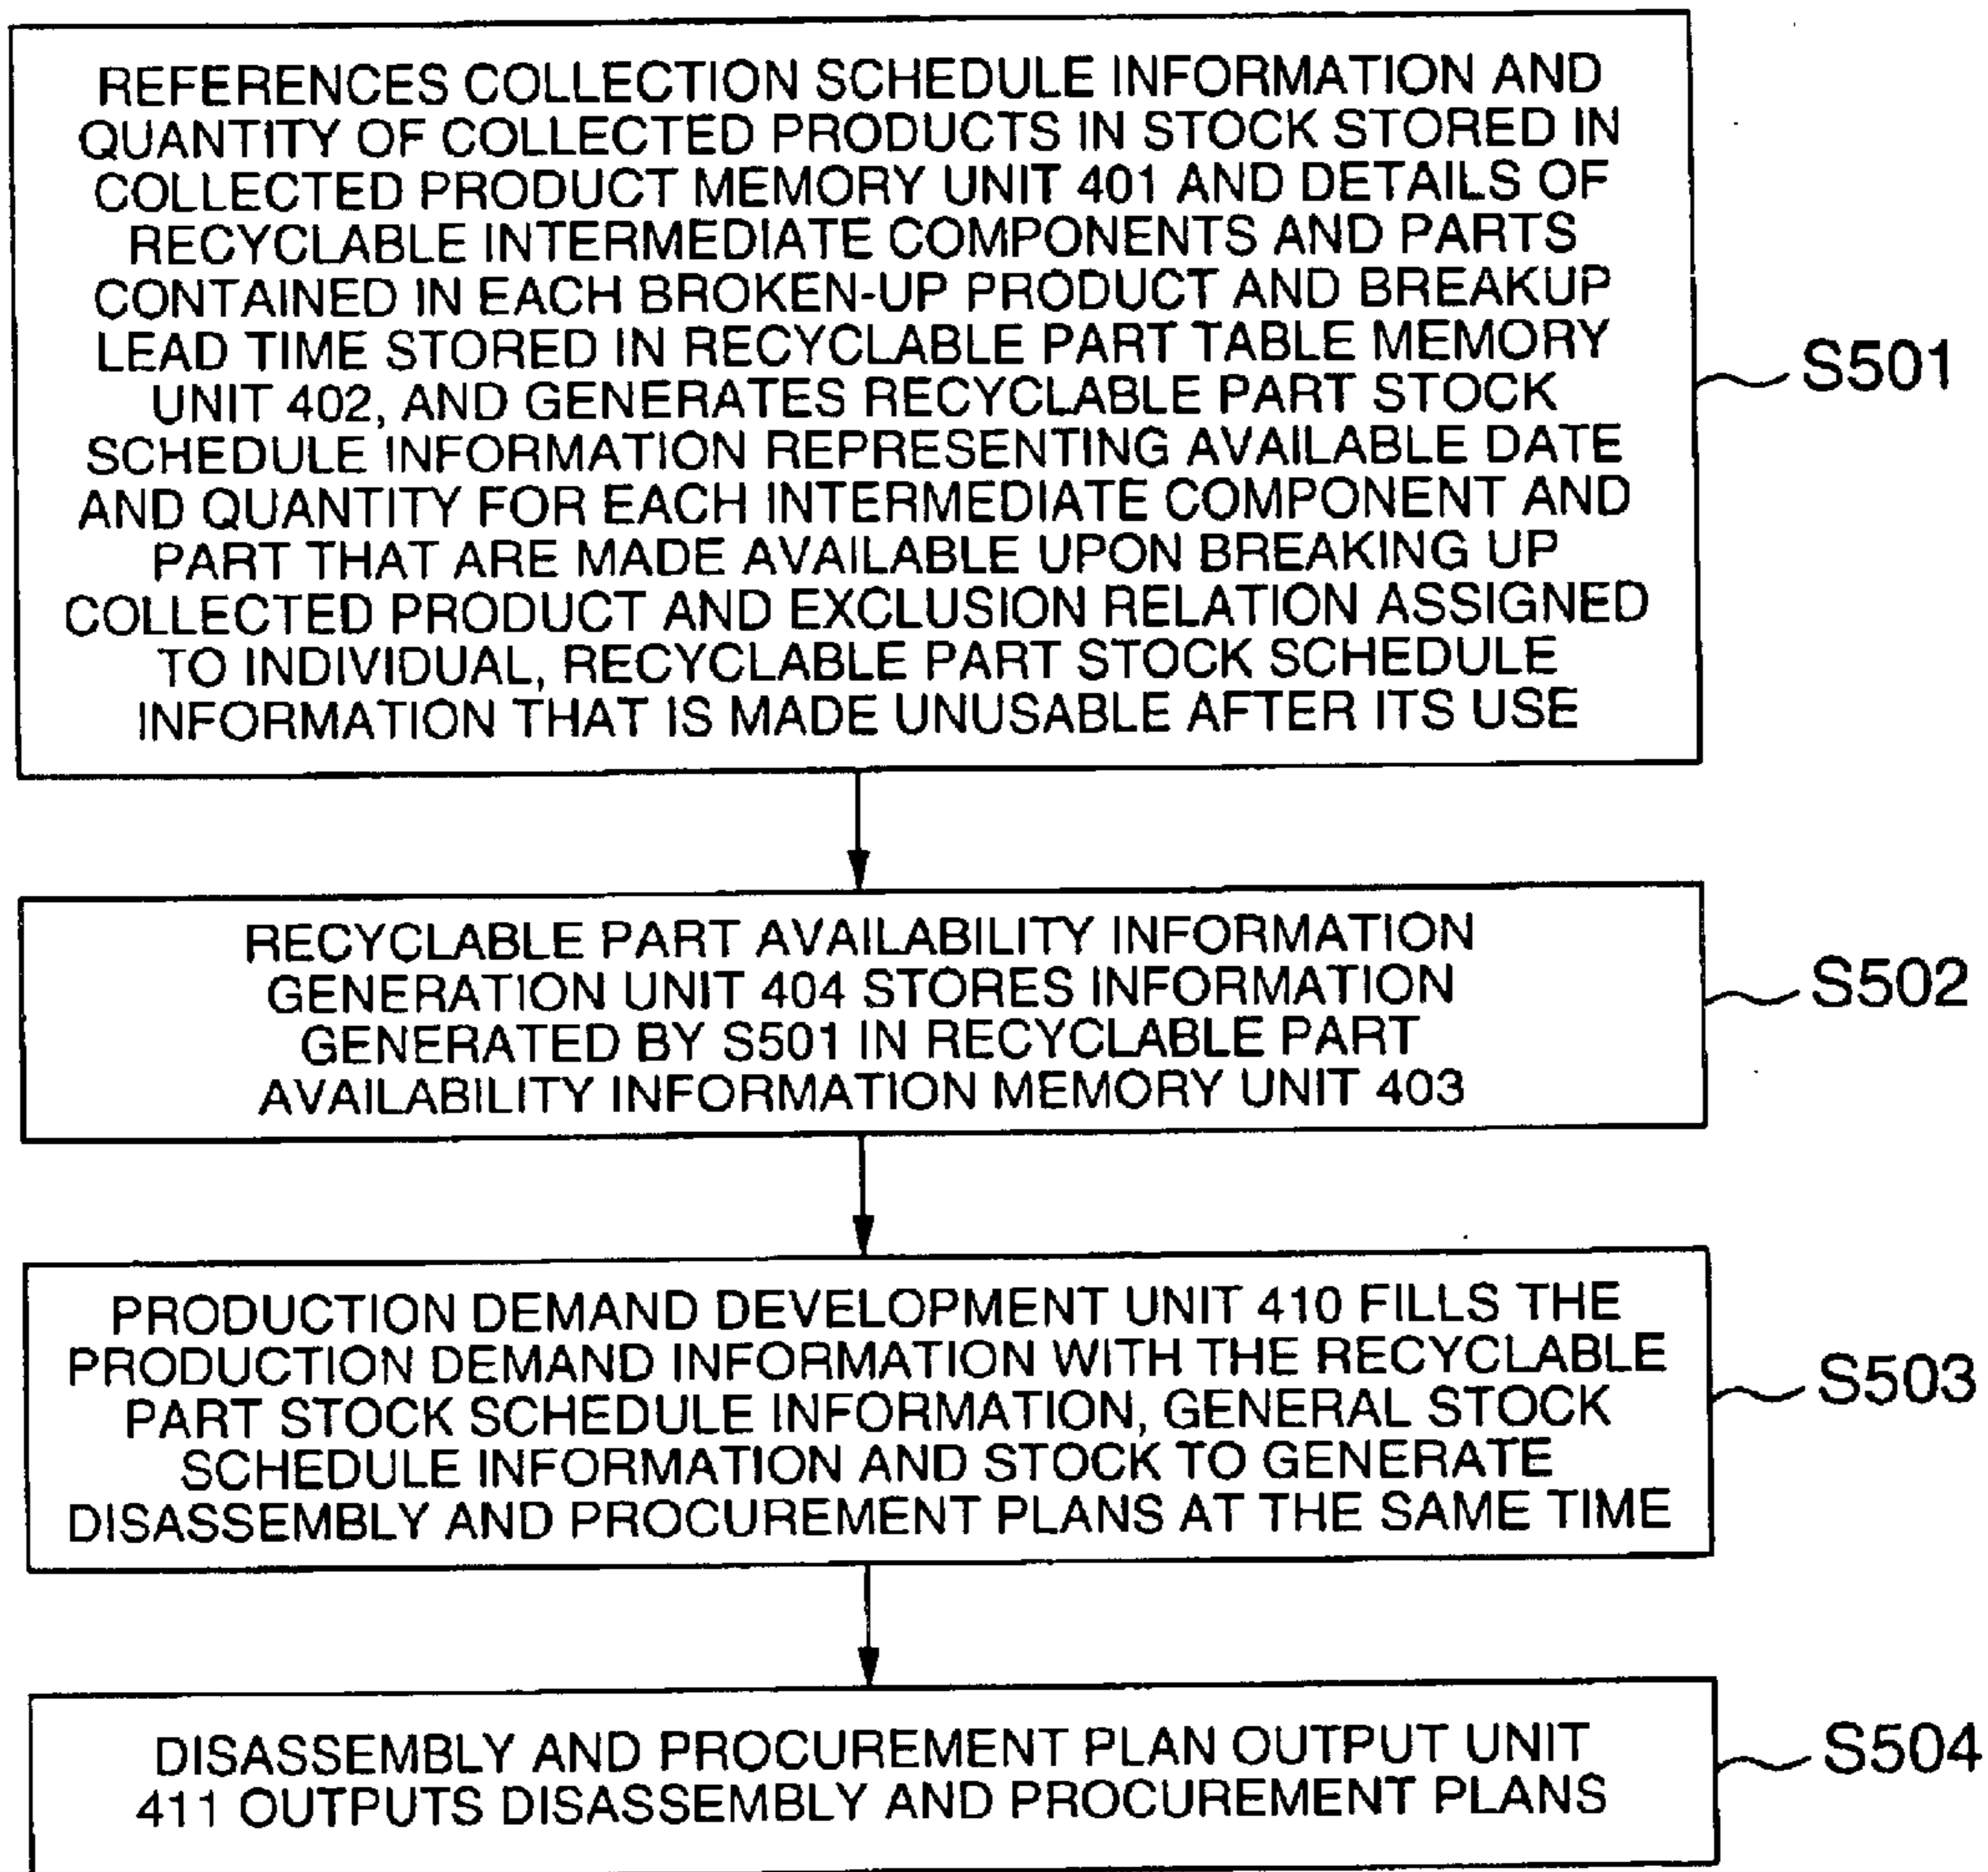 REFERENCES COLLECTION SCHEDULE INFORMATION AND
QUANTITY OF COLLECTED PRODUCTS IN STOCK STORED IN
COLLECTED PRODUCT MEMORY UNIT 401 AND DETAILS OF
RECYCLABLE INTERMEDIATE COMPONENTS AND PARTS
CONTAINED IN EACH BROKEN-UP PRODUCT AND BREAKUP
LEAD TIME STORED IN RECYCLABLE PART TABLE MEMORY
UNIT 402, AND GENERATES RECYCLABLE PART STOCK
SCHEDULE INFORMATION REPRESENTING AVAILABLE DATE
AND QUANTITY FOR EACH INTERMEDIATE COMPONENT AND
PART THAT ARE MADE AVAILABLE UPON BREAKING UP
COLLECTED PRODUCT AND EXCLUSION RELATION ASSIGNED
TO INDIVIDUAL, RECYCLABLE PART STOCK SCHEDULE
INFORMATION THAT IS MADE UNUSABLE AFTER ITS USE
S501
RECYCLABLE PART AVAILABILITY INFORMATION
GENERATION UNIT 404 STORES INFORMATION
GENERATED BY S501 IN RECYCLABLE PART
AVAILABILITY INFORMATION MEMORY UNIT 403
S502
PRODUCTION DEMAND DEVELOPMENT UNIT 410 FILLS THE
PRODUCTION DEMAND INFORMATION WITH THE RECYCLABLE
PART STOCK SCHEDULE INFORMATION, GENERAL STOCK
SCHEDULE INFORMATION AND STOCK TO GENERATE
DISASSEMBLY AND PROCUREMENT PLANS AT THE SAME TIME
S503
DISASSEMBLY AND PROCUREMENT PLAN OUTPUT UNIT
411 OUTPUTS DISASSEMBLY AND PROCUREMENT PLANS
S504